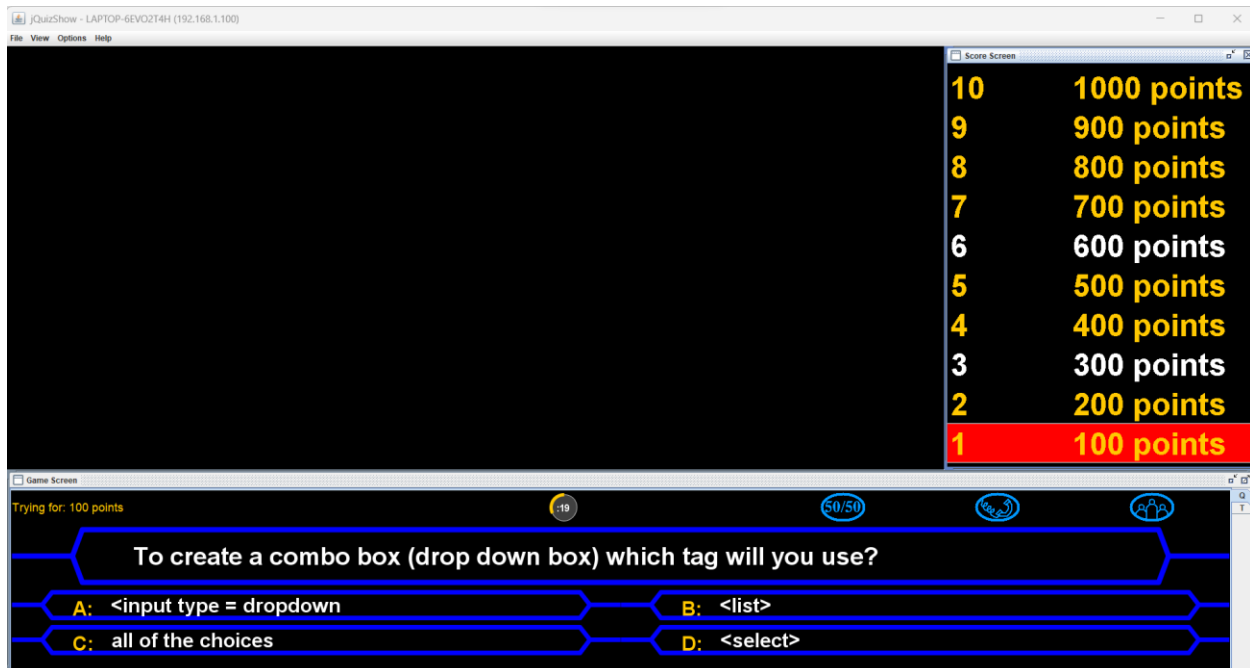 jQuizShow - LAPTOP-6EVO2T4H (192.168.1.100)
File View Options Help
Score Screen
10 1000 points
9 900 points
8 800 points
7 700 points
6 600 points
5 500 points
4 400 points
3 300 points
2 200 points
1 100 points
Game Screen
Trying for: 100 points
:19
50/50
Q
T
To create a combo box (drop down box) which tag will you use?
A: <input type = dropdown
B: <list>
C: all of the choices
D: <select>